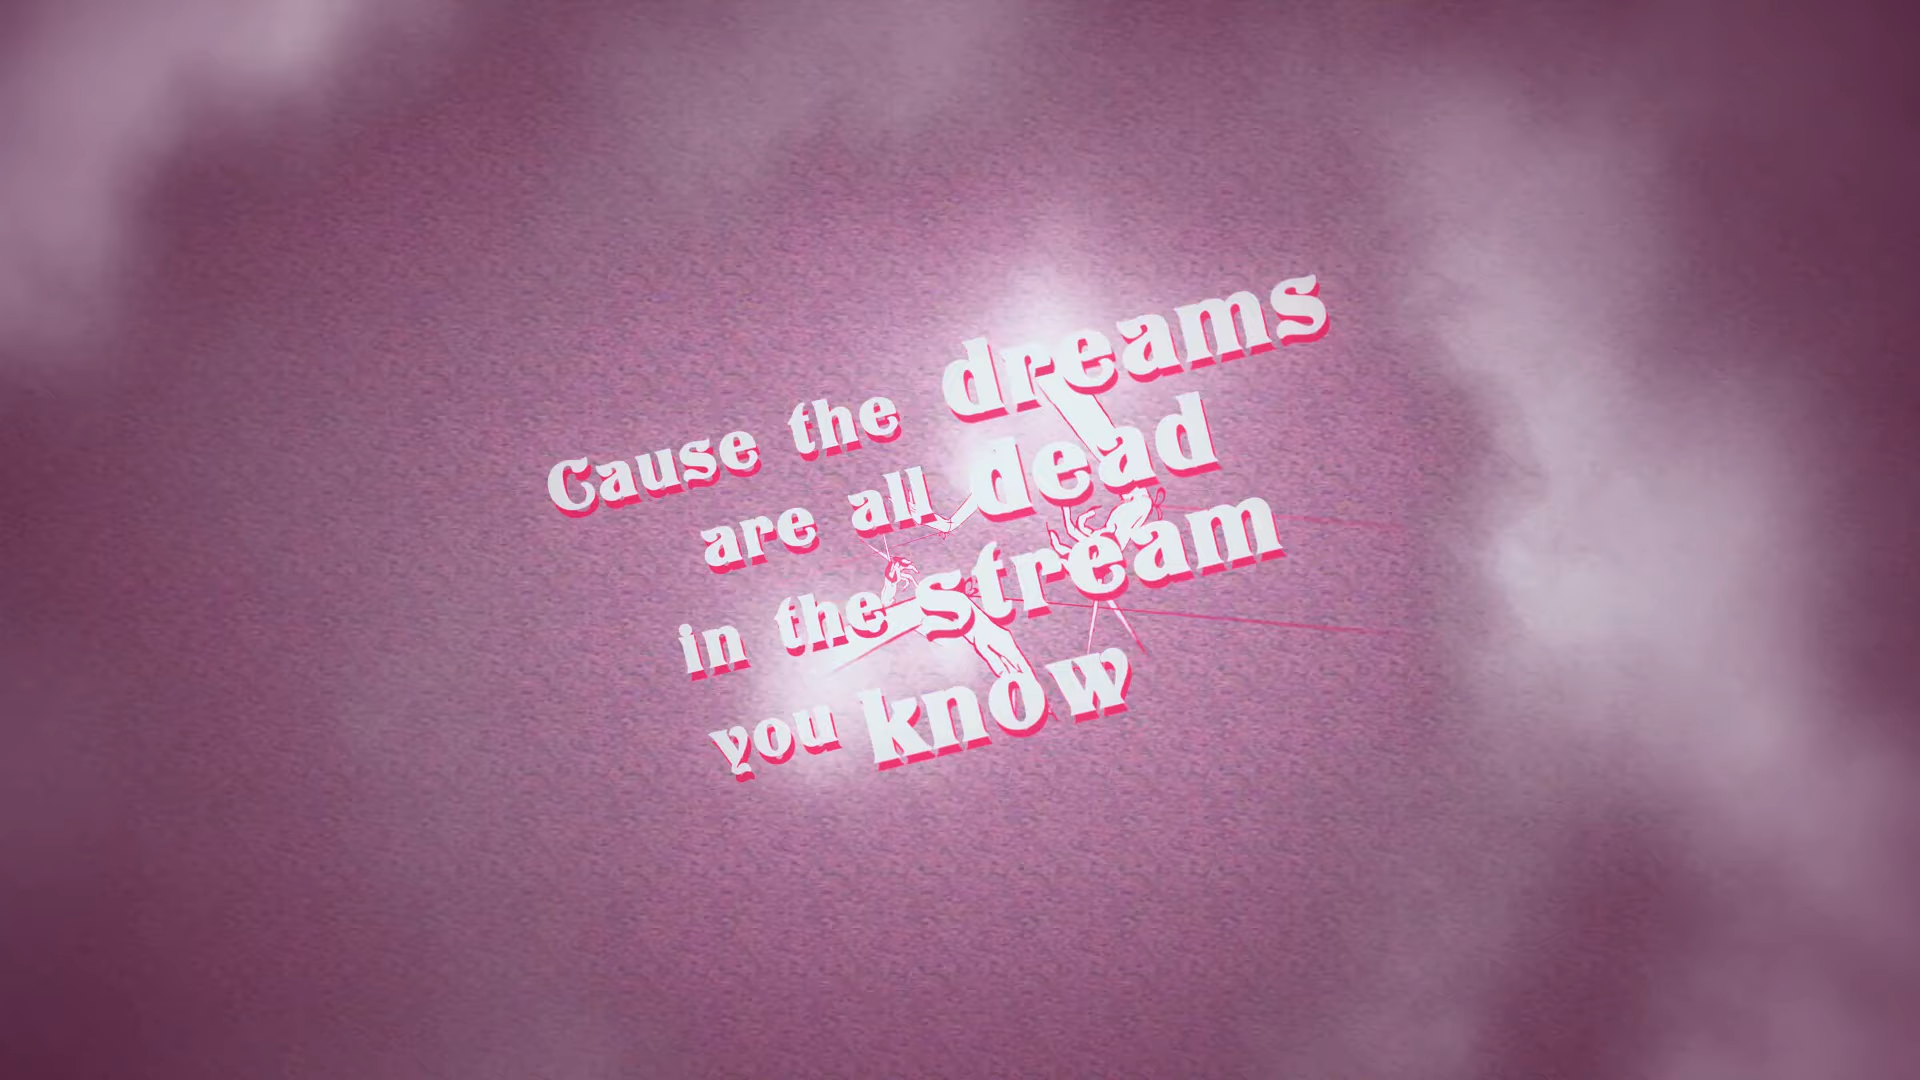 Cause the dreams
are all dead
in the stream
you know